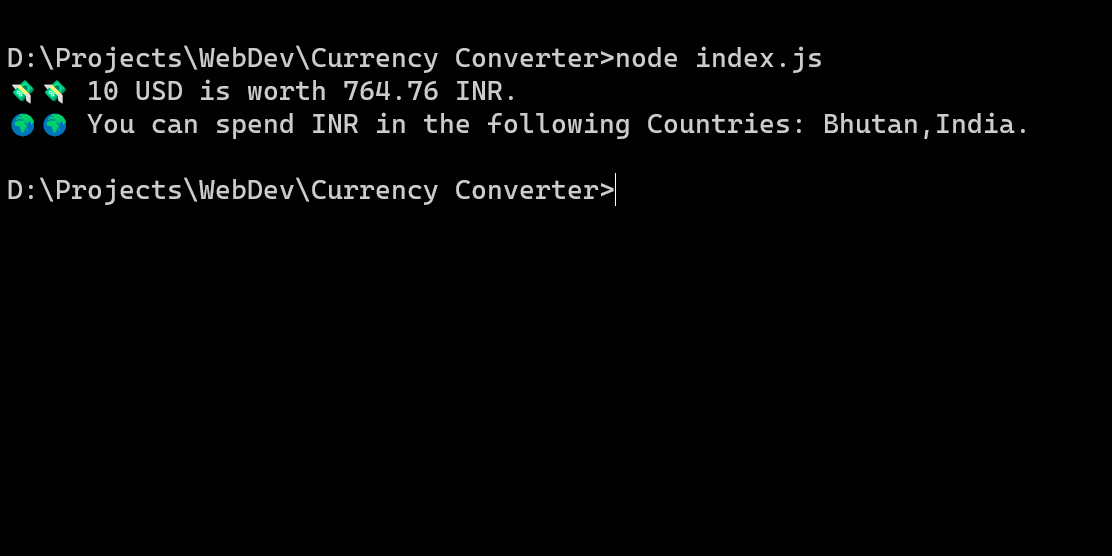 D:\Projects\WebDev\Currency Converter>node index.js
💸💸 10 USD is worth 764.76 INR.
🌍🌍 You can spend INR in the following Countries: Bhutan,India.
D:\Projects\WebDev\Currency Converter>